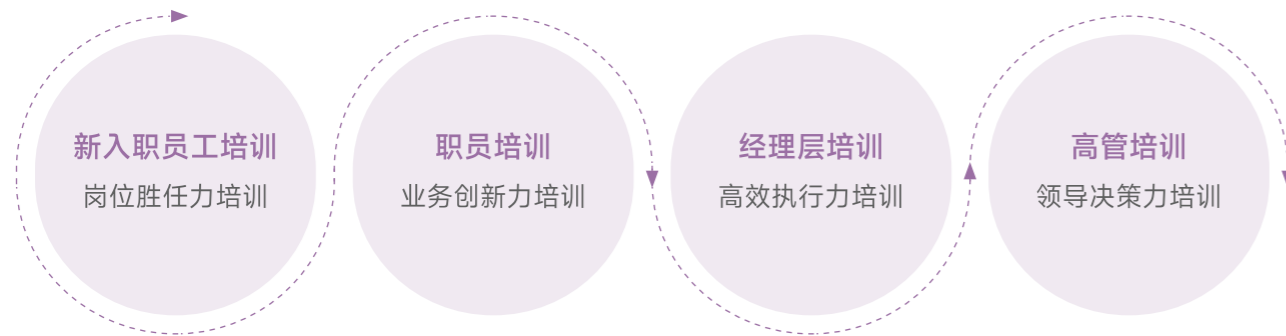 新入职员工培训
岗位胜任力培训
职员培训
业务创新力培训
经理层培训
高效执行力培训
高管培训
领导决策力培训